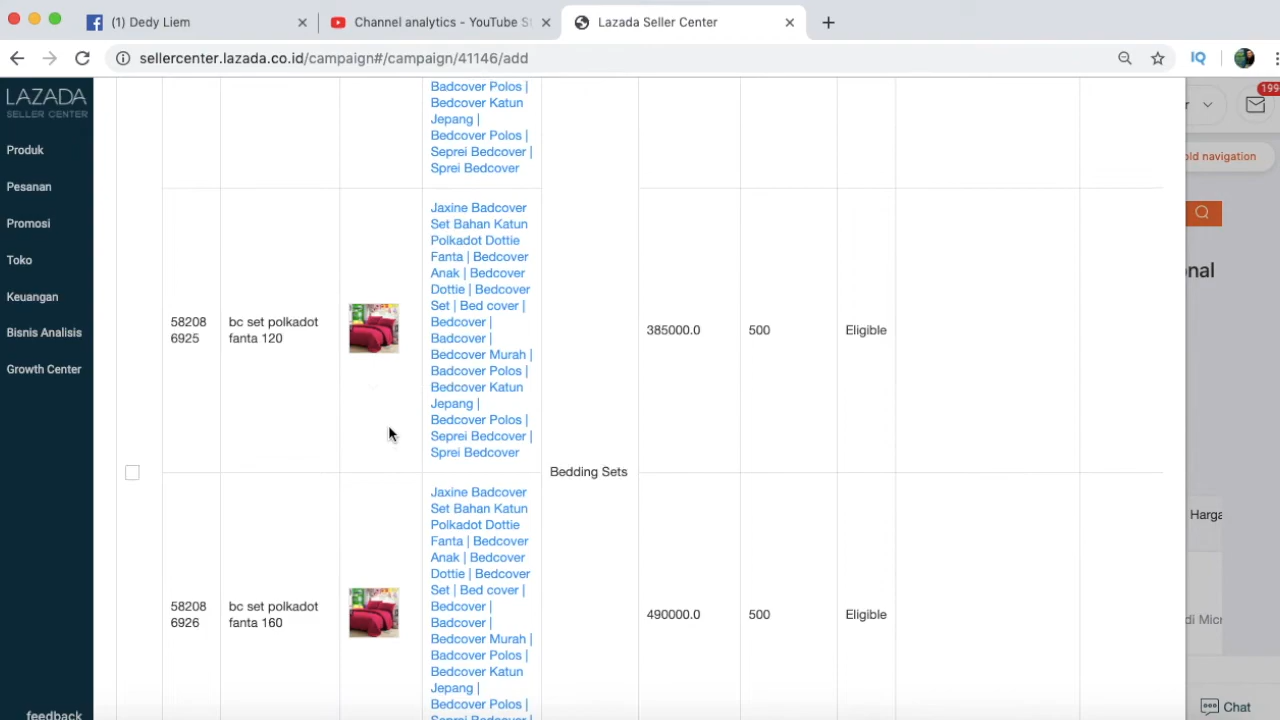 (1) Dedy Liem
Channel analytics - YouTube S
Lazada Seller Center
sellercenter.lazada.co.id/campaign#/campaign/41146/add
IQ
LAZADA
SELLER CENTER
Produk
Pesanan
Promosi
Toko
Keuangan
Bisnis Analisis
Growth Center
feedback
Badcover Polos |
Bedcover Katun
Jepang |
Bedcover Polos |
Seprei Bedcover |
Sprei Bedcover
58208
6925
bc set polkadot
fanta 120
Jaxine Badcover
Set Bahan Katun
Polkadot Dottie
Fanta | Bedcover
Anak | Bedcover
Dottie | Bedcover
Set | Bed cover |
Bedcover |
Badcover |
Bedcover Murah |
Badcover Polos |
Bedcover Katun
Jepang |
Bedcover Polos |
Seprei Bedcover |
Sprei Bedcover
Bedding Sets
385000.0
500
Eligible
58208
6926
bc set polkadot
fanta 160
Jaxine Badcover
Set Bahan Katun
Polkadot Dottie
Fanta | Bedcover
Anak | Bedcover
Dottie | Bedcover
Set | Bed cover |
Bedcover |
Badcover |
Bedcover Murah |
Badcover Polos |
Bedcover Katun
Jepang |
Bedcover Polos |
Seprei Bedcover |
490000.0
500
Eligible
r
199
old navigation
nal
Harga
di Micr
Chat